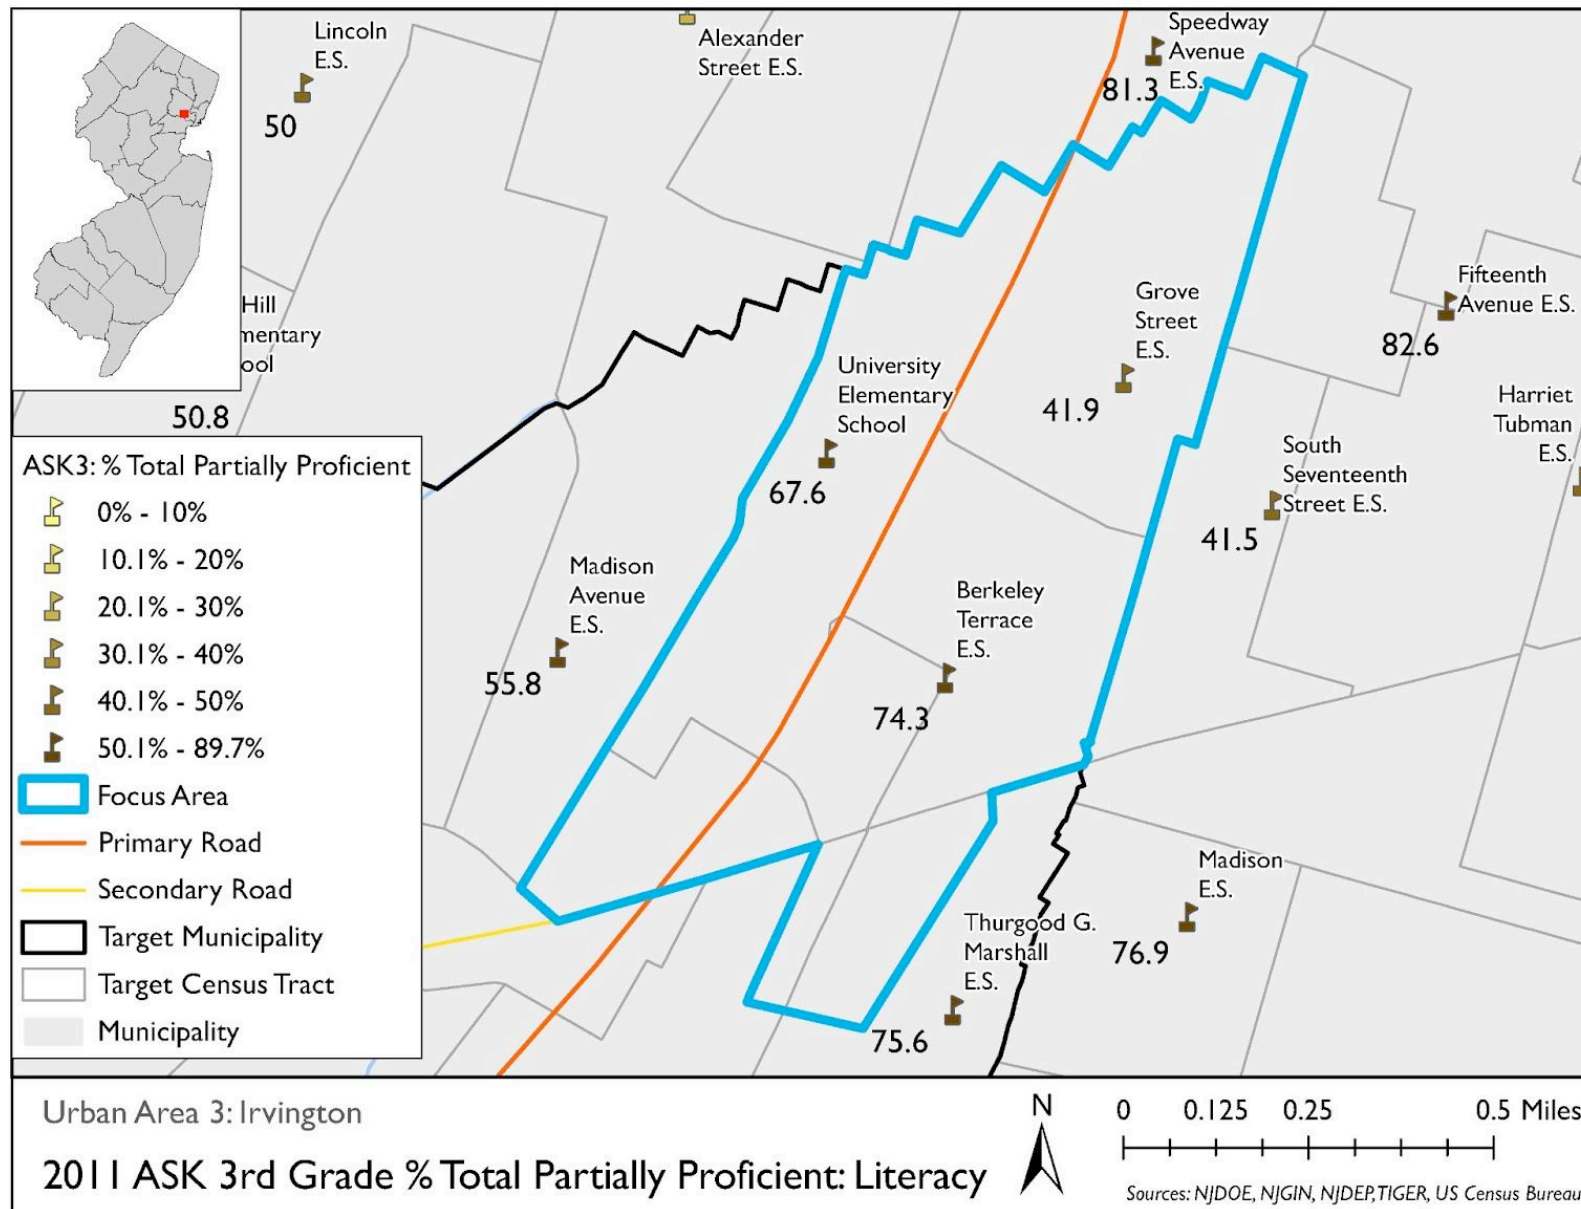 Lincoln
E.S.
50
Alexander
Street E.S.
Speedway
Avenue
E.S.
81.3
Hill
mentary
ool
50.8
Grove
Street
E.S.
41.9
Fifteenth
Avenue E.S.
82.6
University
Elementary
School
67.6
Harriet
Tubman
E.S.
South
Seventeenth
Street E.S.
41.5
Madison
Avenue
E.S.
55.8
Berkeley
Terrace
E.S.
74.3
Madison
E.S.
76.9
Thurgood G.
Marshall
E.S.
75.6
ASK3: % Total Partially Proficient
0% - 10%
10.1% - 20%
20.1% - 30%
30.1% - 40%
40.1% - 50%
50.1% - 89.7%
Focus Area
Primary Road
Secondary Road
Target Municipality
Target Census Tract
Municipality
Urban Area 3: Irvington
2011 ASK 3rd Grade % Total Partially Proficient: Literacy
N
0 0.125 0.25 0.5 Miles
Sources: NJDOE, NJGIN, NJDEP, TIGER, US Census Bureau